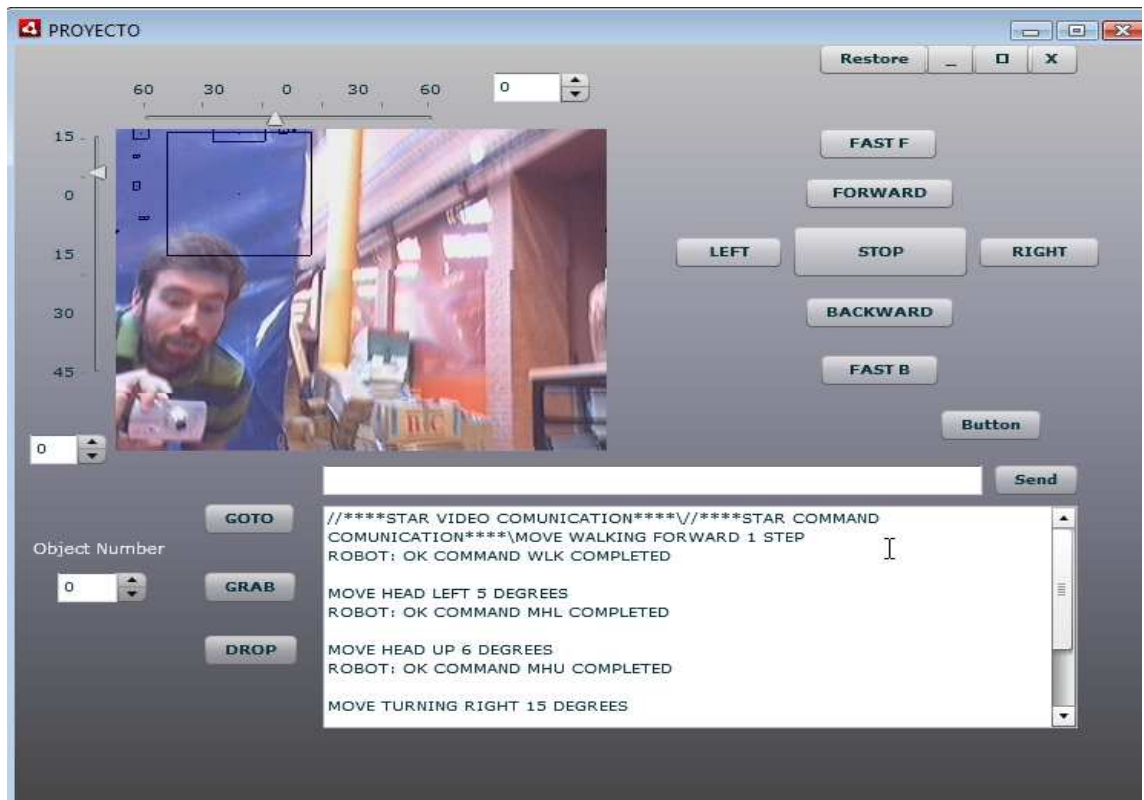 PROYECTO
Restore _ X
60 30 0 30 60
0
15
0
15
30
45
0
FAST F
FORWARD
LEFT STOP RIGHT
BACKWARD
FAST B
Button
Send
GOTO
Object Number
0
GRAB
DROP
//****STAR VIDEO COMUNICATION****\//****STAR COMMAND
COMUNICATION****\MOVE WALKING FORWARD 1 STEP
ROBOT: OK COMMAND WLK COMPLETED
MOVE HEAD LEFT 5 DEGREES
ROBOT: OK COMMAND MHL COMPLETED
MOVE HEAD UP 6 DEGREES
ROBOT: OK COMMAND MHU COMPLETED
MOVE TURNING RIGHT 15 DEGREES